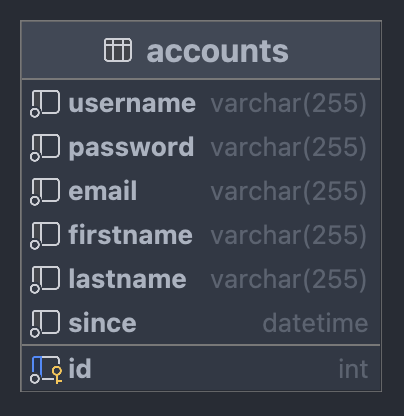 accounts
username varchar(255)
password varchar(255)
email varchar(255)
firstname varchar(255)
lastname varchar(255)
since datetime
id int